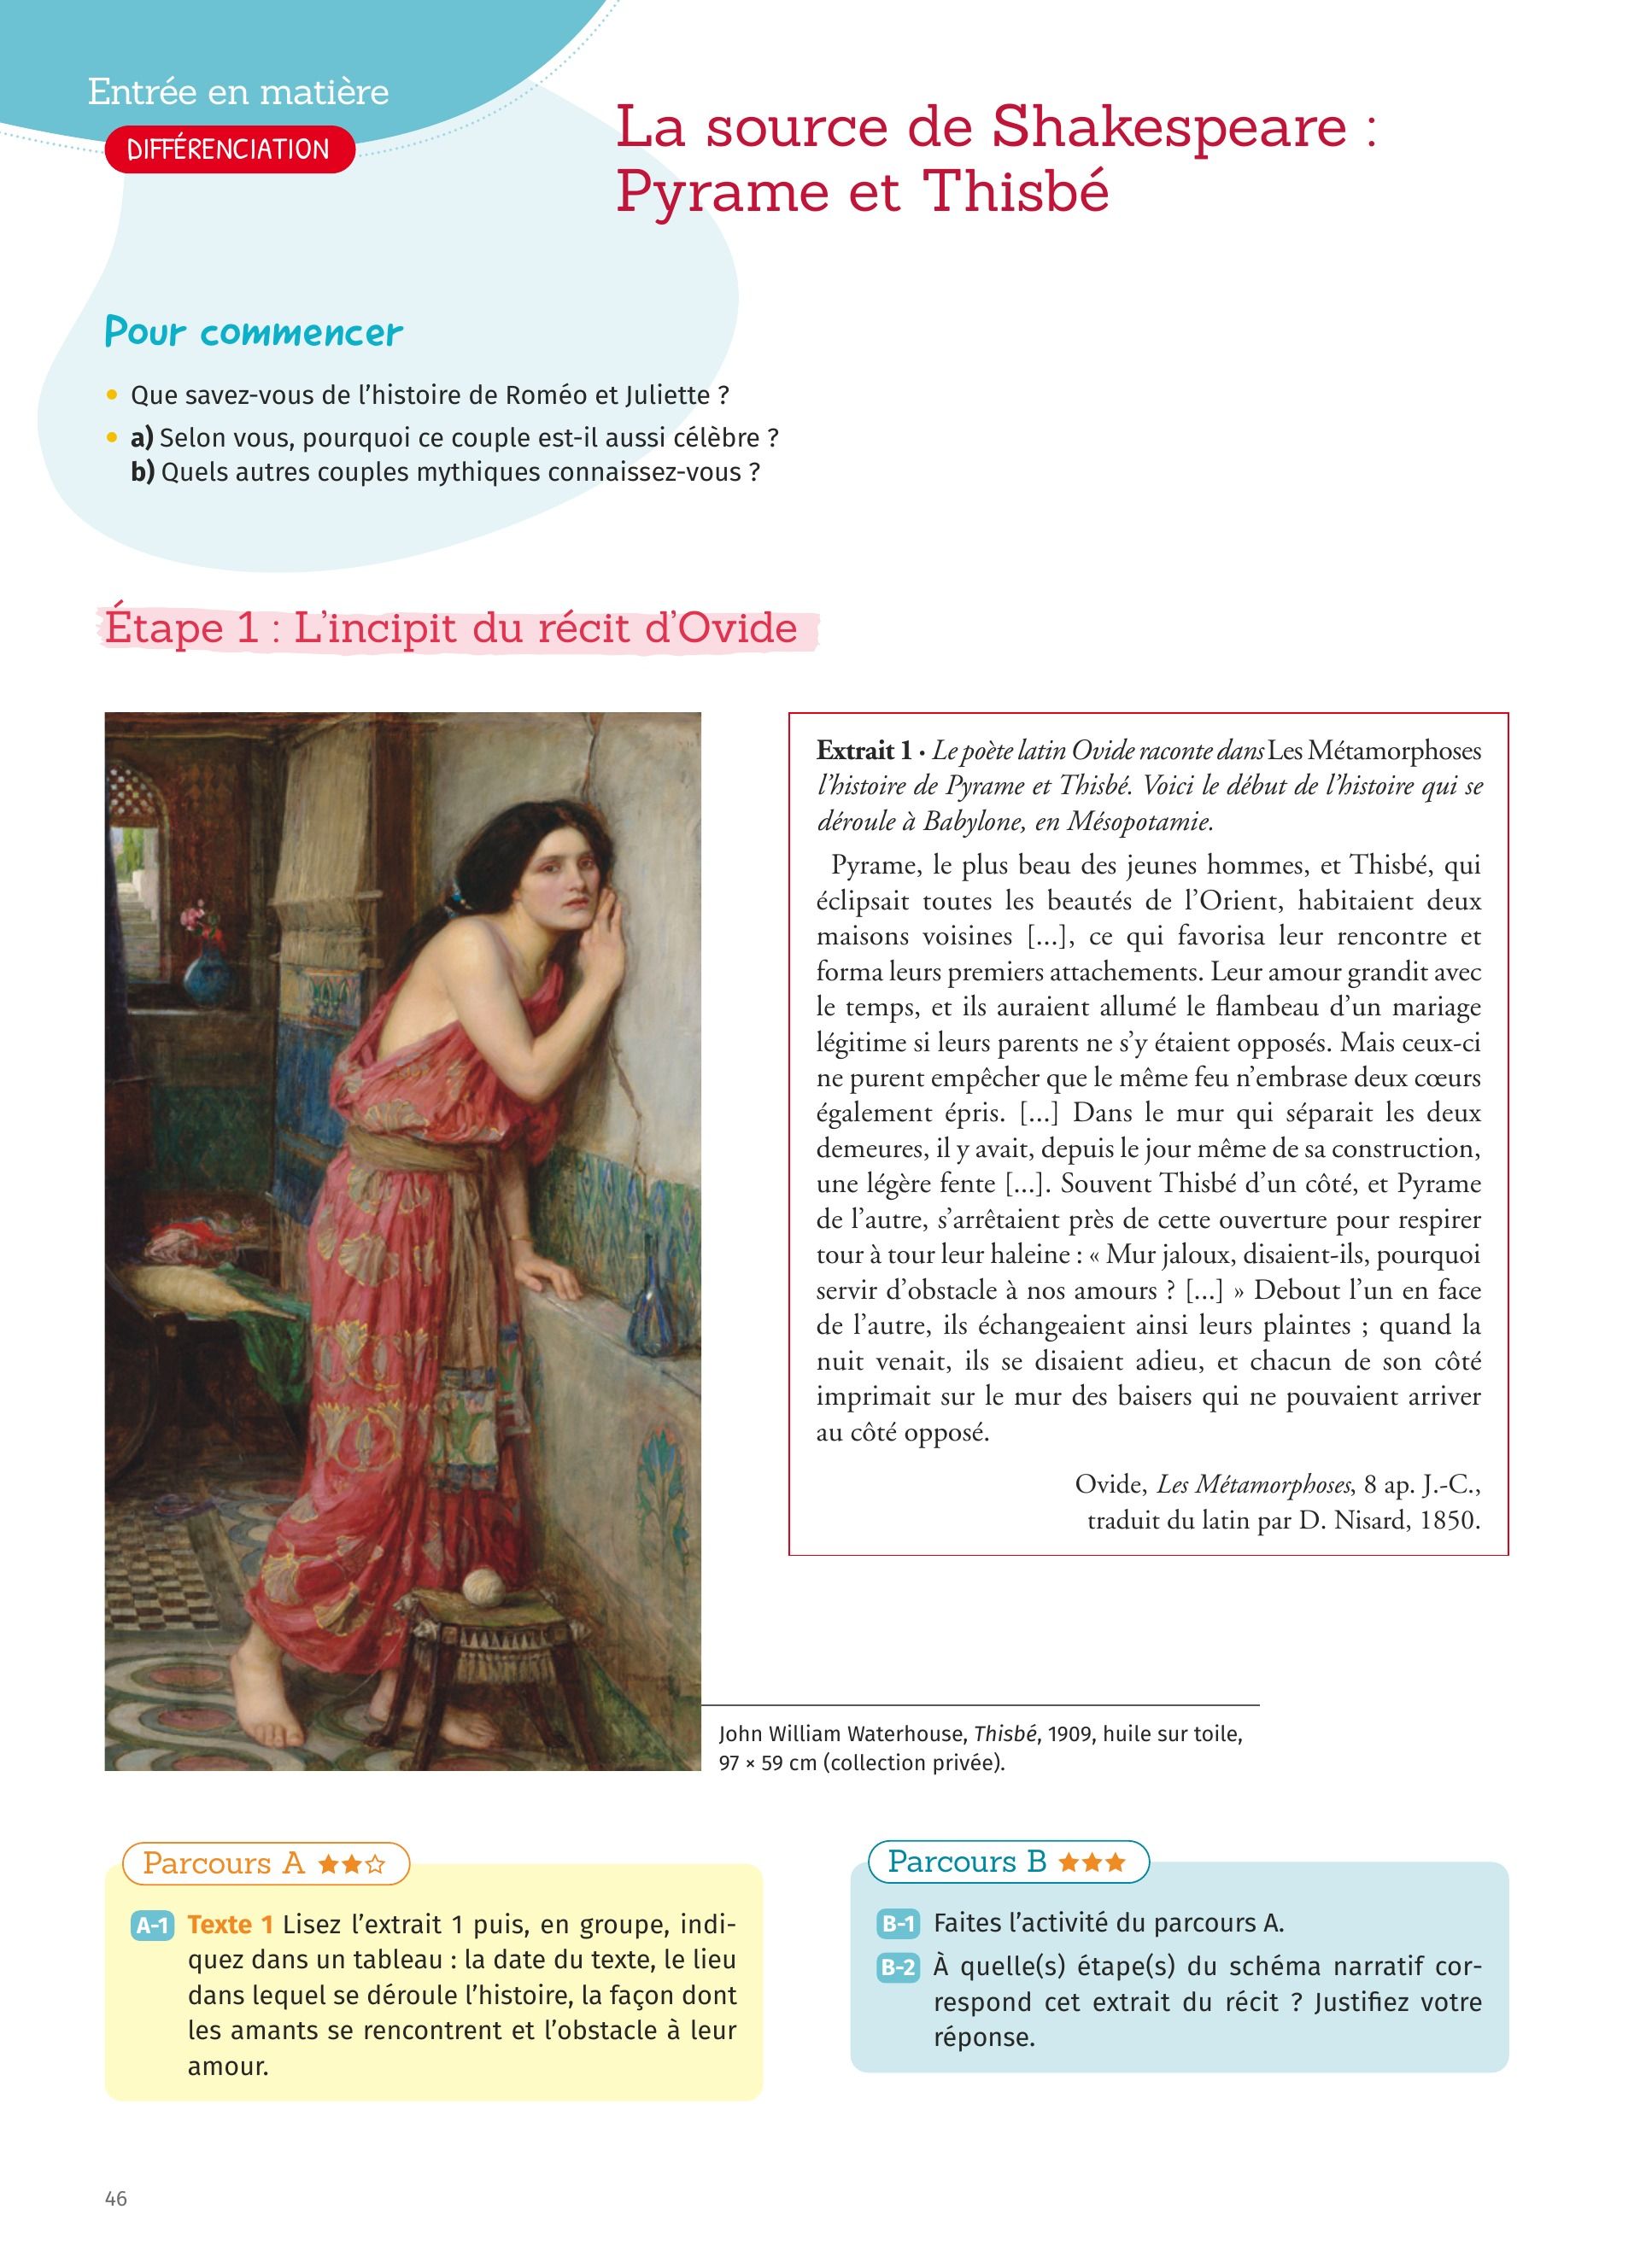 Entrée en matière
DIFFÉRENCIATION
La source de Shakespeare :
Pyrame et Thisbé
Pour commencer
• Que savez-vous de l’histoire de Roméo et Juliette ?
• a) Selon vous, pourquoi ce couple est-il aussi célèbre ?
b) Quels autres couples mythiques connaissez-vous ?
Étape 1 : L’incipit du récit d’Ovide
Extrait 1 · Le poète latin Ovide raconte dans Les Métamorphoses
l’histoire de Pyrame et Thisbé. Voici le début de l’histoire qui se
déroule à Babylone, en Mésopotamie.
Pyrame, le plus beau des jeunes hommes, et Thisbé, qui
éclipsait toutes les beautés de l’Orient, habitaient deux
maisons voisines [...], ce qui favorisa leur rencontre et
forma leurs premiers attachements. Leur amour grandit avec
le temps, et ils auraient allumé le flambeau d’un mariage
légitime si leurs parents ne s’y étaient opposés. Mais ceux-ci
ne purent empêcher que le même feu n’embrase deux cœurs
également épris. [...] Dans le mur qui séparait les deux
demeures, il y avait, depuis le jour même de sa construction,
une légère fente [...]. Souvent Thisbé d’un côté, et Pyrame
de l’autre, s’arrêtaient près de cette ouverture pour respirer
tour à tour leur haleine : « Mur jaloux, disaient-ils, pourquoi
servir d’obstacle à nos amours ? [...] » Debout l’un en face
de l’autre, ils échangeaient ainsi leurs plaintes ; quand la
nuit venait, ils se disaient adieu, et chacun de son côté
imprimait sur le mur des baisers qui ne pouvaient arriver
au côté opposé.
Ovide, Les Métamorphoses, 8 ap. J.-C.,
traduit du latin par D. Nisard, 1850.
John William Waterhouse, Thisbé, 1909, huile sur toile,
97 × 59 cm (collection privée).
Parcours A ★★☆
A-1 Texte 1 Lisez l’extrait 1 puis, en groupe, indi-
quez dans un tableau : la date du texte, le lieu
dans lequel se déroule l’histoire, la façon dont
les amants se rencontrent et l’obstacle à leur
amour.
Parcours B ★★★
B-1 Faites l’activité du parcours A.
B-2 À quelle(s) étape(s) du schéma narratif cor-
respond cet extrait du récit ? Justifiez votre
réponse.
46